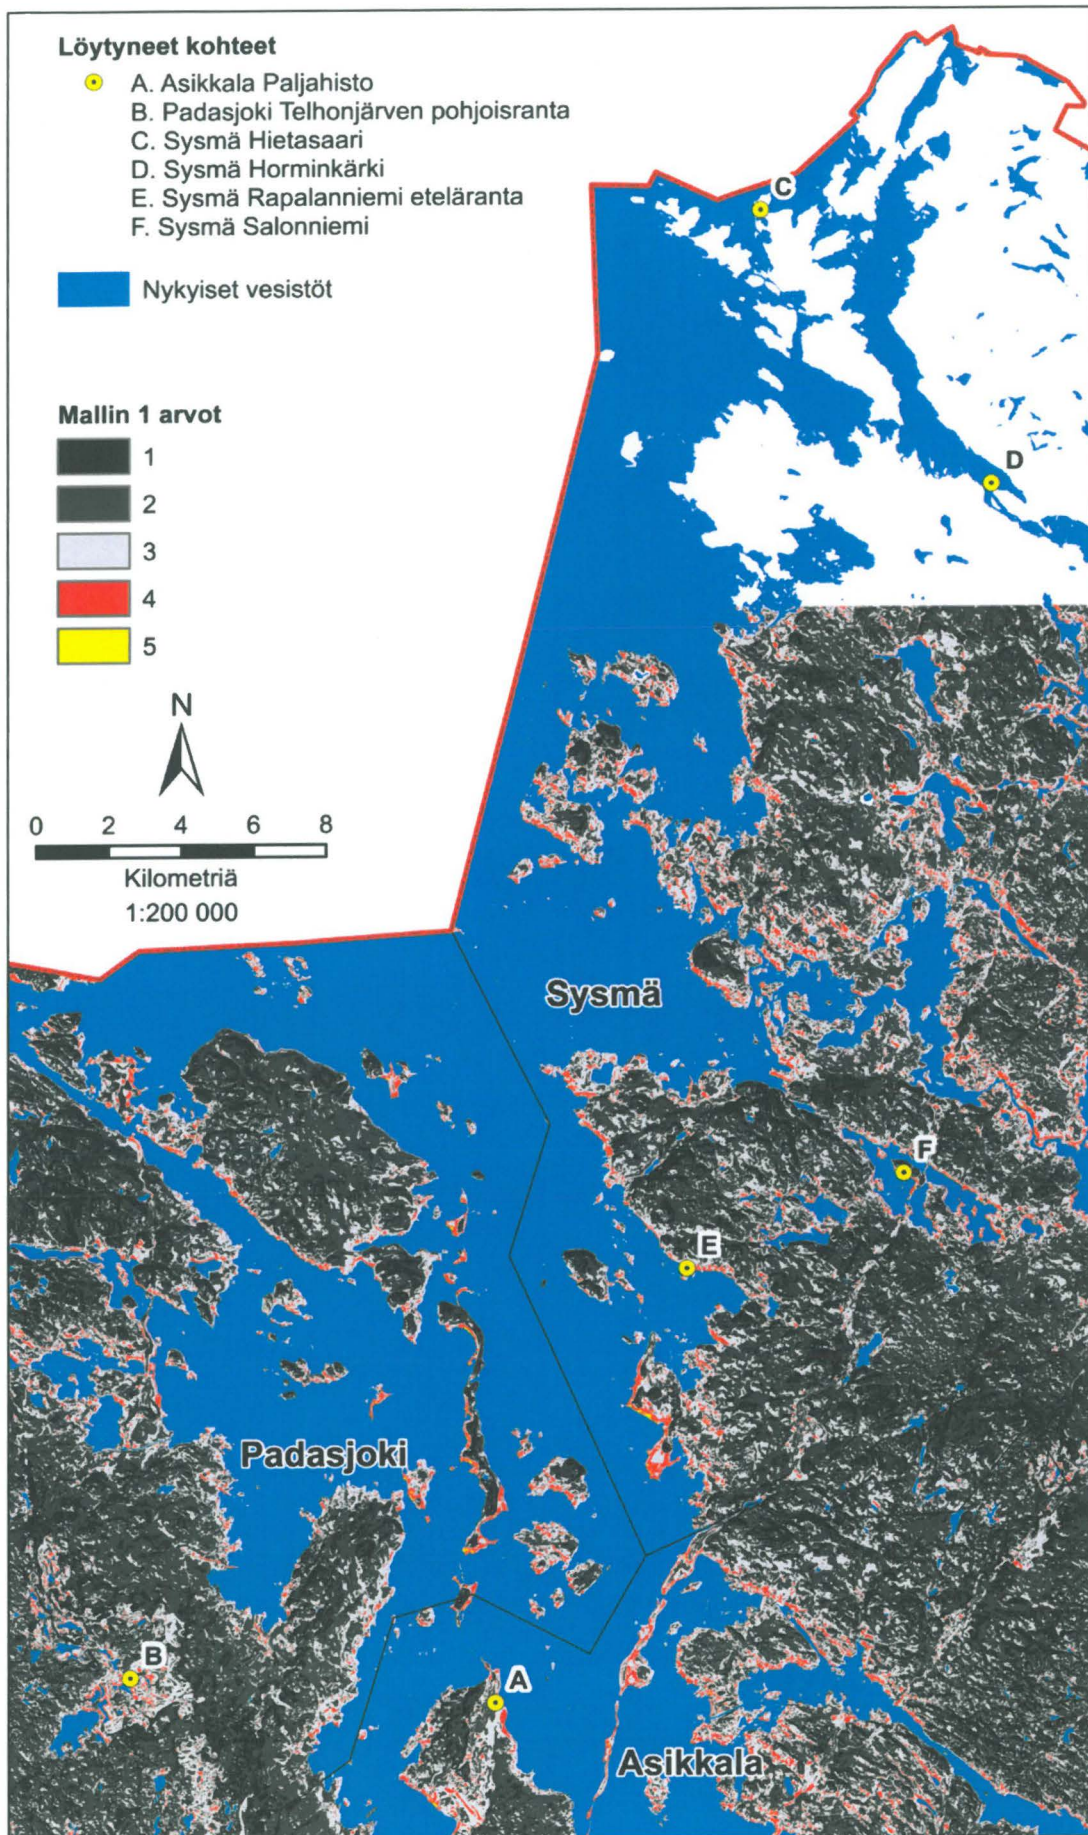 Löytyneet kohteet
A. Asikkala Paljahisto
B. Padasjoki Telhonjärven pohjoisranta
C. Sysmä Hietasaari
D. Sysmä Horminkärki
E. Sysmä Rapalanniemi eteläranta
F. Sysmä Salonniemi
Nykyiset vesistöt
Mallin 1 arvot
1
2
3
4
5
N
0 2 4 6 8
Kilometriä
1:200 000
C
D
Sysmä
F
E
Padasjoki
B
A
Asikkala